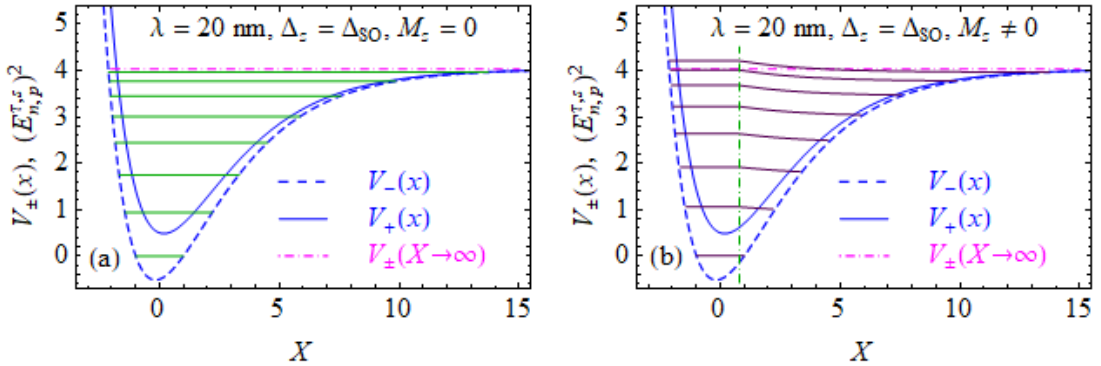 λ = 20 nm, Δz = ΔSO, Mz = 0
V±(x), (E^{τ,s}_{n,p})²
5
4
3
2
1
0
V−(x)
V+(x)
V±(X→∞)
(a)
0
5
10
15
X
λ = 20 nm, Δz = ΔSO, Mz ≠ 0
V±(x), (E^{τ,s}_{n,p})²
5
4
3
2
1
0
V−(x)
V+(x)
V±(X→∞)
(b)
0
5
10
15
X